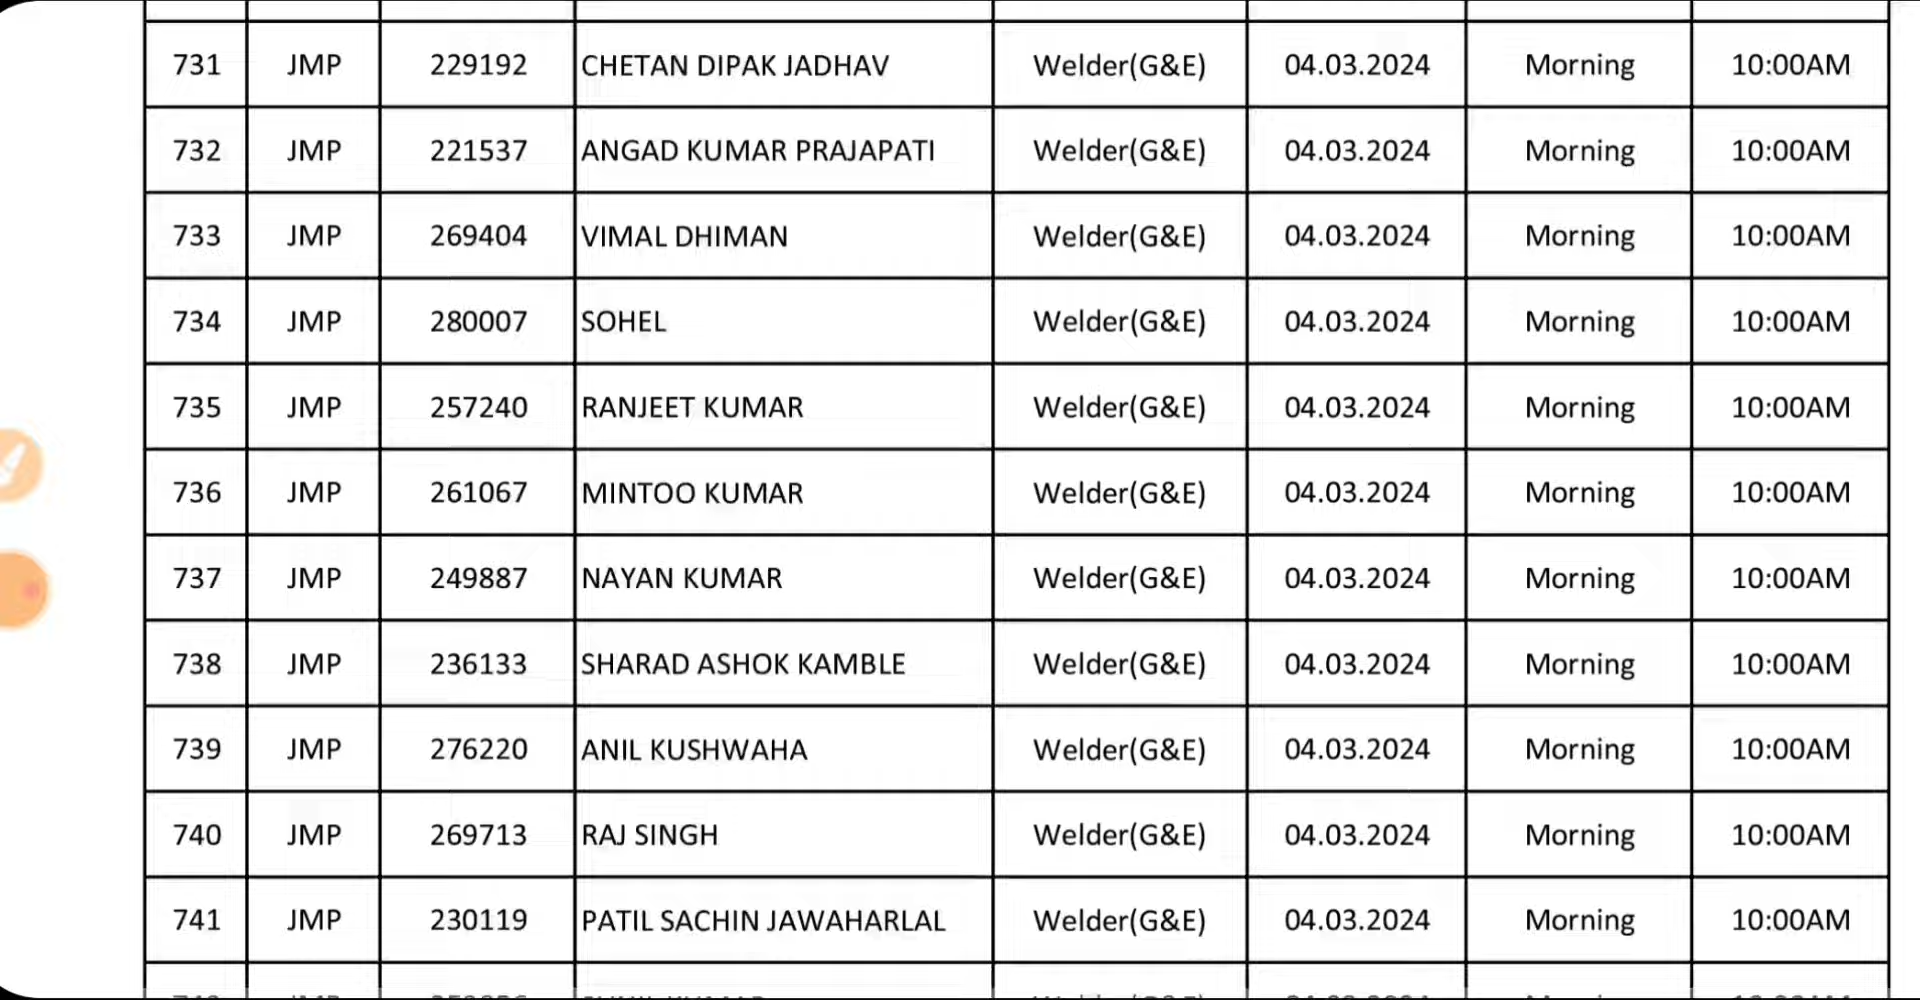 731 JMP 229192 CHETAN DIPAK JADHAV Welder(G&E) 04.03.2024 Morning 10:00AM
732 JMP 221537 ANGAD KUMAR PRAJAPATI Welder(G&E) 04.03.2024 Morning 10:00AM
733 JMP 269404 VIMAL DHIMAN Welder(G&E) 04.03.2024 Morning 10:00AM
734 JMP 280007 SOHEL Welder(G&E) 04.03.2024 Morning 10:00AM
735 JMP 257240 RANJEET KUMAR Welder(G&E) 04.03.2024 Morning 10:00AM
736 JMP 261067 MINTOO KUMAR Welder(G&E) 04.03.2024 Morning 10:00AM
737 JMP 249887 NAYAN KUMAR Welder(G&E) 04.03.2024 Morning 10:00AM
738 JMP 236133 SHARAD ASHOK KAMBLE Welder(G&E) 04.03.2024 Morning 10:00AM
739 JMP 276220 ANIL KUSHWAHA Welder(G&E) 04.03.2024 Morning 10:00AM
740 JMP 269713 RAJ SINGH Welder(G&E) 04.03.2024 Morning 10:00AM
741 JMP 230119 PATIL SACHIN JAWAHARLAL Welder(G&E) 04.03.2024 Morning 10:00AM